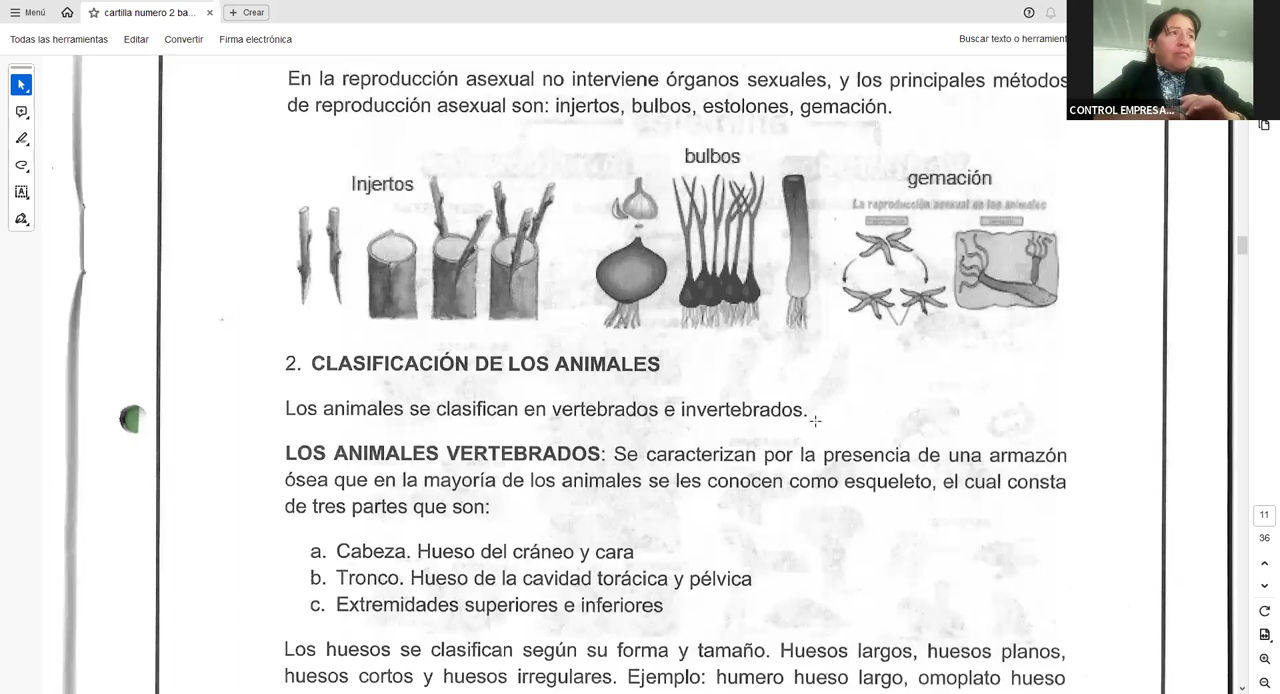 Menú
cartilla numero 2 ba...
Crear
Todas las herramientas
Editar
Convertir
Firma electrónica
Buscar texto o herramient
CONTROL EMPRESA...
En la reproducción asexual no interviene órganos sexuales, y los principales métodos
de reproducción asexual son: injertos, bulbos, estolones, gemación.
Injertos
bulbos
gemación
La reproducción asexual en los animales
2. CLASIFICACIÓN DE LOS ANIMALES
Los animales se clasifican en vertebrados e invertebrados.
LOS ANIMALES VERTEBRADOS: Se caracterizan por la presencia de una armazón
ósea que en la mayoría de los animales se les conocen como esqueleto, el cual consta
de tres partes que son:
a. Cabeza. Hueso del cráneo y cara
b. Tronco. Hueso de la cavidad torácica y pélvica
c. Extremidades superiores e inferiores
Los huesos se clasifican según su forma y tamaño. Huesos largos, huesos planos,
huesos cortos y huesos irregulares. Ejemplo: humero hueso largo, omoplato hueso
11
36